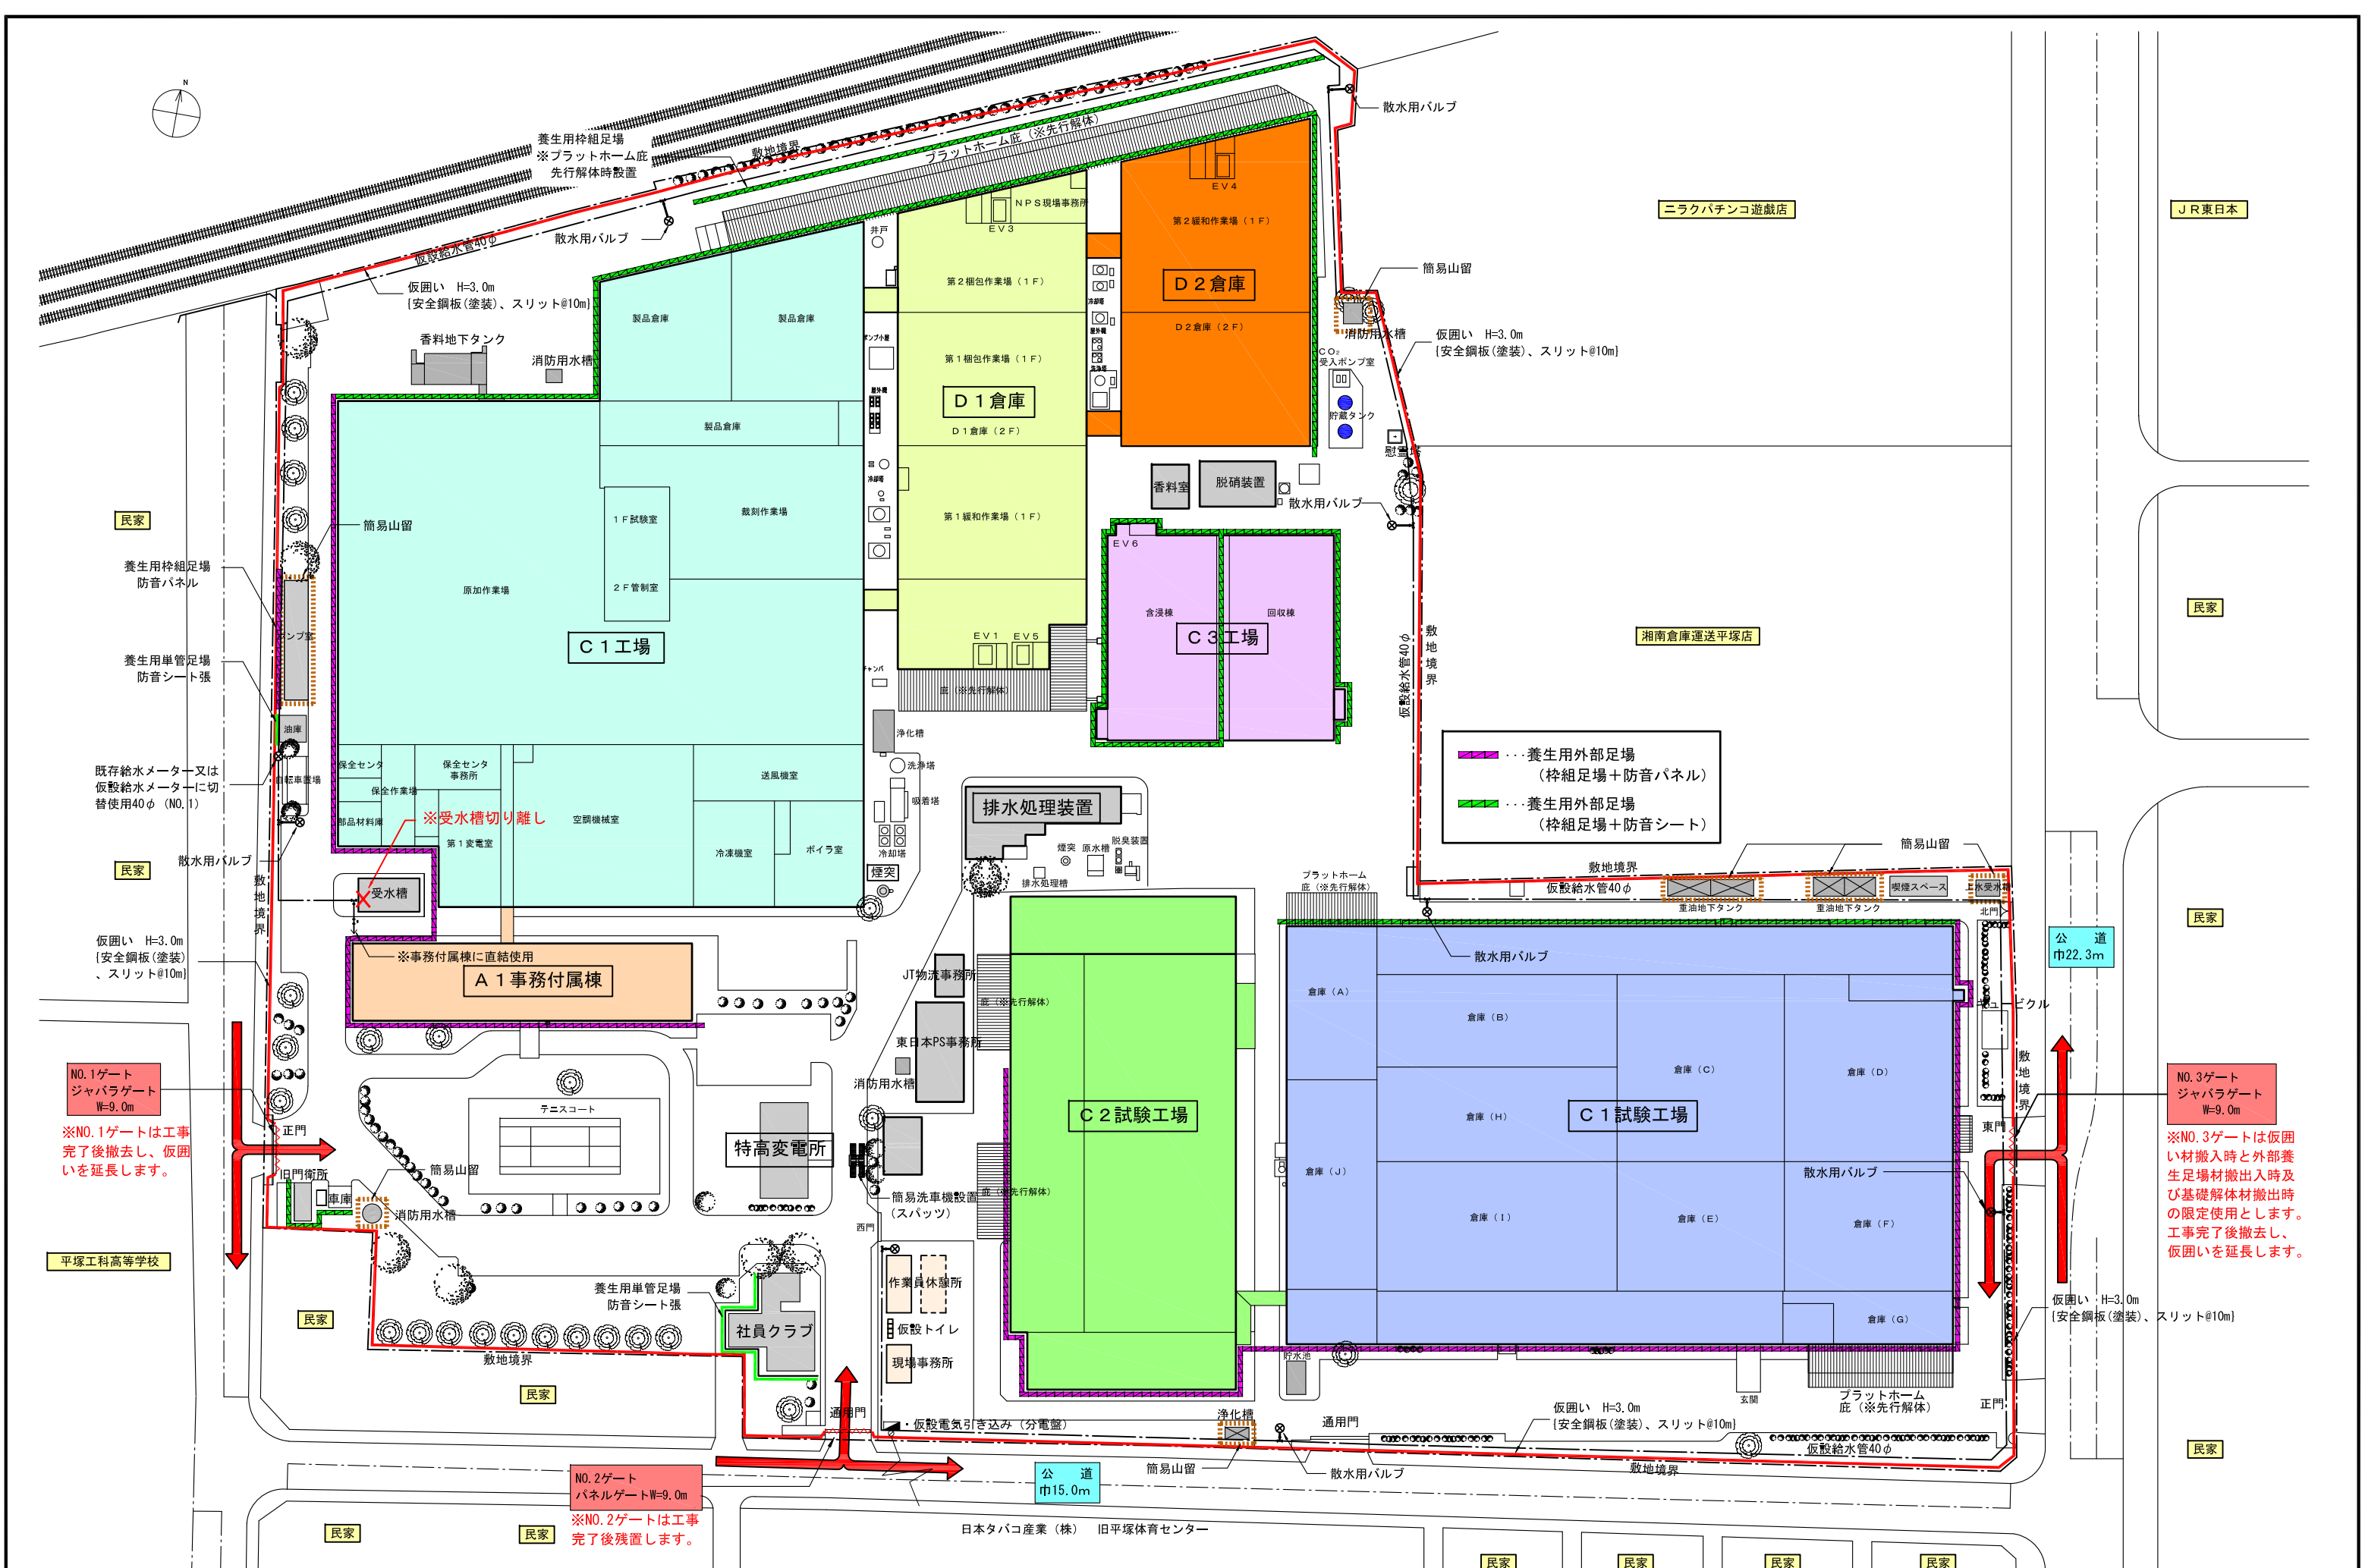 N
養生用枠組足場
※プラットホーム庇
先行解体時設置
敷地境界
プラットホーム庇（※先行解体）
散水用バルブ
散水用バルブ
仮設給水管40φ
仮囲い　H=3.0m
[安全鋼板(塗装)、スリット@10m]
香料地下タンク
消防用水槽
製品倉庫
製品倉庫
製品倉庫
井戸
ポンプ小屋
屋外機
冷却塔
NPS現場事務所
EV3
第2梱包作業場（1F）
第1梱包作業場（1F）
D1倉庫
D1倉庫（2F）
第1緩和作業場（1F）
EV1
EV5
庇（※先行解体）
EV4
第2緩和作業場（1F）
D2倉庫
D2倉庫（2F）
冷却塔
屋外機
洗浄塔
簡易山留
消防用水槽
CO₂
受入ポンプ室
貯蔵タンク
慰霊塔
仮囲い　H=3.0m
[安全鋼板(塗装)、スリット@10m]
ニラクパチンコ遊戯店
JR東日本
香料室
脱硝装置
散水用バルブ
民家
簡易山留
養生用枠組足場
防音パネル
ポンプ室
養生用単管足場
防音シート張
油庫
自転車置場
既存給水メーター又は
仮設給水メーターに切
替使用40φ（NO.1）
散水用バルブ
民家
敷地境界
1F試験室
2F管制室
裁刻作業場
原加作業場
C1工場
チャンバ
EV6
含浸棟
回収棟
C3工場
仮設給水管40φ
敷地境界
湘南倉庫運送平塚店
民家
・・・養生用外部足場
（枠組足場＋防音パネル）
・・・養生用外部足場
（枠組足場＋防音シート）
保全センタ
保全センタ
事務所
保全作業場
部品材料庫
第1変電室
空調機械室
送風機室
冷凍機室
ボイラ室
※受水槽切り離し
受水槽
浄化槽
洗浄塔
吸着塔
冷却塔
煙突
排水処理装置
煙突
原水槽
脱臭装置
排水処理槽
プラットホーム
庇（※先行解体）
敷地境界
簡易山留
仮設給水管40φ
重油地下タンク
重油地下タンク
喫煙スペース
上水受水槽
北門
民家
公　道
巾22.3m
仮囲い　H=3.0m
[安全鋼板(塗装)
、スリット@10m]
※事務付属棟に直結使用
A1事務付属棟
JT物流事務所
庇（※先行解体）
東日本PS事務所
消防用水槽
散水用バルブ
倉庫（A）
倉庫（B）
倉庫（C）
倉庫（D）
倉庫（H）
倉庫（J）
倉庫（I）
倉庫（E）
倉庫（F）
倉庫（G）
C1試験工場
C2試験工場
キュービクル
敷地境界
東門
散水用バルブ
NO.1ゲート
ジャバラゲート
W=9.0m
※NO.1ゲートは工事
完了後撤去し、仮囲
いを延長します。
正門
旧門衛所
車庫
簡易山留
消防用水槽
テニスコート
特高変電所
簡易洗車機設置
（スパッツ）
庇（※先行解体）
西門
NO.3ゲート
ジャバラゲート
W=9.0m
※NO.3ゲートは仮囲
い材搬入時と外部養
生足場材搬出入時及
び基礎解体材搬出時
の限定使用とします。
工事完了後撤去し、
仮囲いを延長します。
平塚工科高等学校
民家
養生用単管足場
防音シート張
社員クラブ
作業員休憩所
仮設トイレ
現場事務所
仮囲い　H=3.0m
[安全鋼板(塗装)、スリット@10m]
敷地境界
民家
貯水池
玄関
プラットホーム
庇（※先行解体）
正門
通用門
・仮設電気引き込み（分電盤）
浄化槽
通用門
仮囲い　H=3.0m
[安全鋼板(塗装)、スリット@10m]
仮設給水管40φ
敷地境界
民家
簡易山留
散水用バルブ
NO.2ゲート
パネルゲートW=9.0m
※NO.2ゲートは工事
完了後残置します。
公　道
巾15.0m
民家
民家
日本タバコ産業（株）　旧平塚体育センター
民家
民家
民家
民家